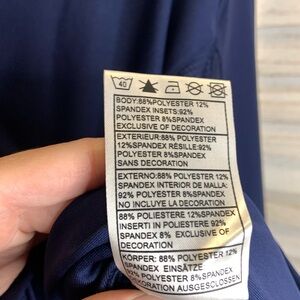 40
BODY:88%POLYESTER 12%
SPANDEX INSETS:92%
POLYESTER 8%SPANDEX
EXCLUSIVE OF DECORATION
EXTERIEUR:88% POLYESTER
12%SPANDEX RÉSILLE:92%
POLYESTER 8%SPANDEX
SANS DECORATION
EXTERNO:88% POLYESTER 12%
SPANDEX INTERIOR DE MALLA:
92% POLYESTER 8%SPANDEX
NO INCLUYE LA DECORATION
88% POLIESTERE 12%SPANDEX
INSERTI IN POLIESTERE 92%
SPANDEX 8% EXCLUSIVE OF
DECORATION
KÖRPER: 88% POLYESTER 12%
SPANDEX EINSÄTZE
92% POLYESTER 8%SPANDEX
DEKORATION AUSGESCHLOSSEN